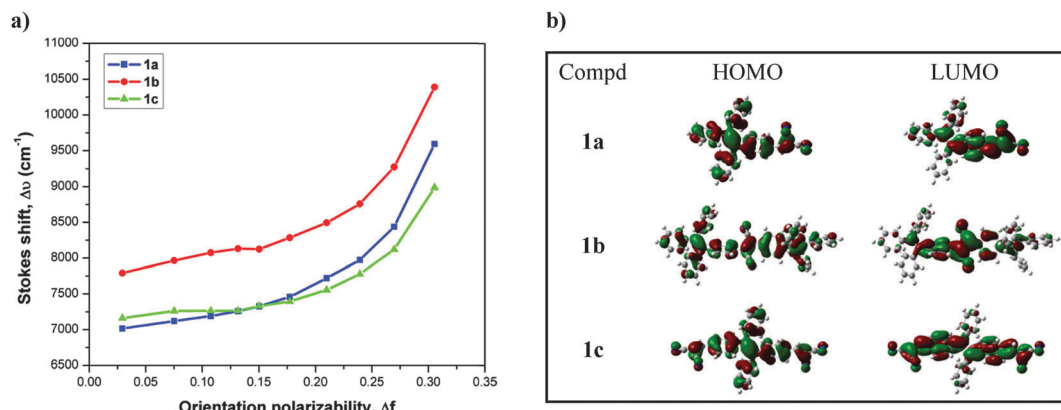 a)
11000
10500
10000
9500
9000
8500
8000
7500
7000
6500
Stokes shift, Δυ (cm⁻¹)
1a
1b
1c
0.00 0.05 0.10 0.15 0.20 0.25 0.30 0.35
Orientation polarizability, Δf
b)
Compd HOMO LUMO
1a
1b
1c